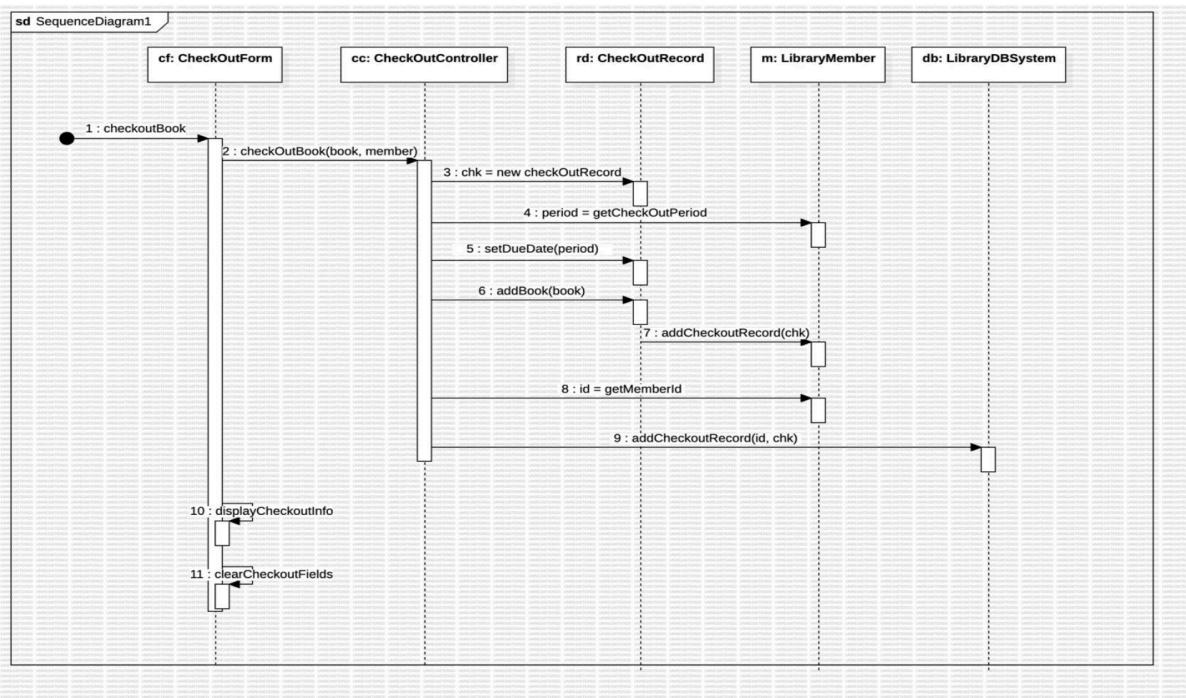 sd SequenceDiagram1
cf: CheckOutForm
cc: CheckOutController
rd: CheckOutRecord
m: LibraryMember
db: LibraryDBSystem
1 : checkoutBook
2 : checkOutBook(book, member)
3 : chk = new checkOutRecord
4 : period = getCheckOutPeriod
5 : setDueDate(period)
6 : addBook(book)
7 : addCheckoutRecord(chk)
8 : id = getMemberId
9 : addCheckoutRecord(id, chk)
10 : displayCheckoutInfo
11 : clearCheckoutFields